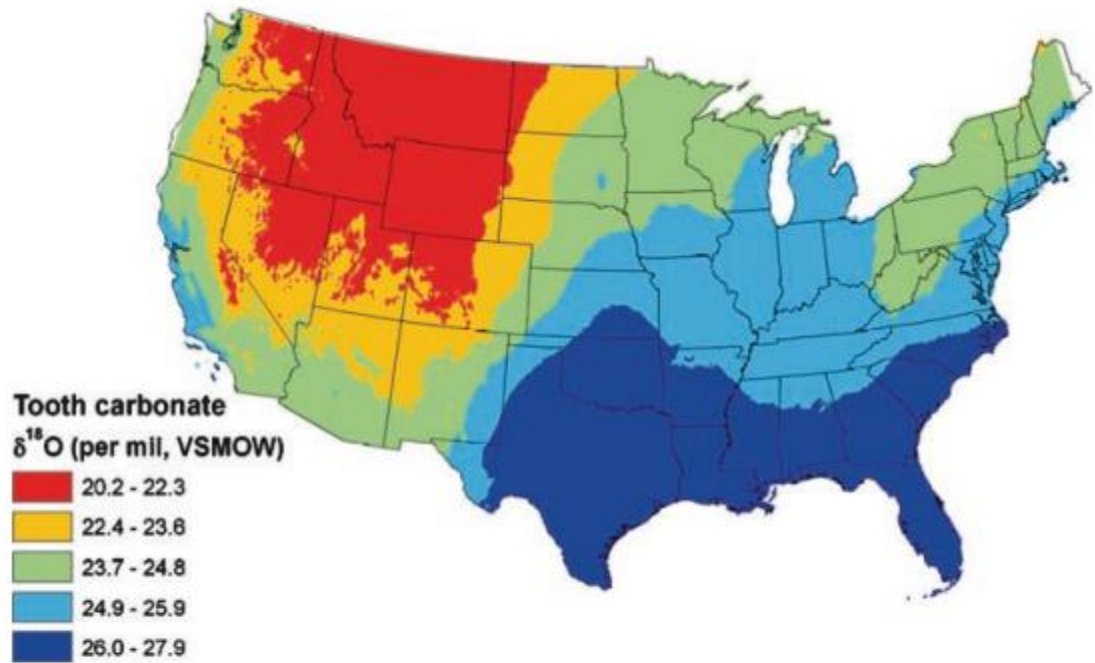 Tooth carbonate
δ¹⁸O (per mil, VSMOW)
20.2 - 22.3
22.4 - 23.6
23.7 - 24.8
24.9 - 25.9
26.0 - 27.9